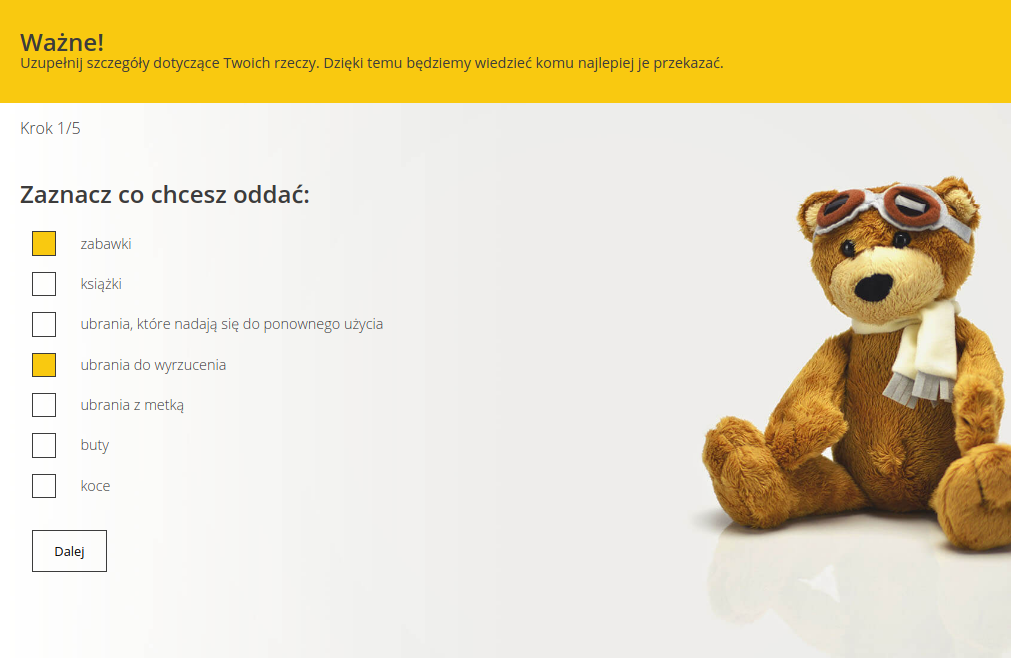 Ważne!
Uzupełnij szczegóły dotyczące Twoich rzeczy. Dzięki temu będziemy wiedzieć komu najlepiej je przekazać.
Krok 1/5
Zaznacz co chcesz oddać:
zabawki
książki
ubrania, które nadają się do ponownego użycia
ubrania do wyrzucenia
ubrania z metką
buty
koce
Dalej